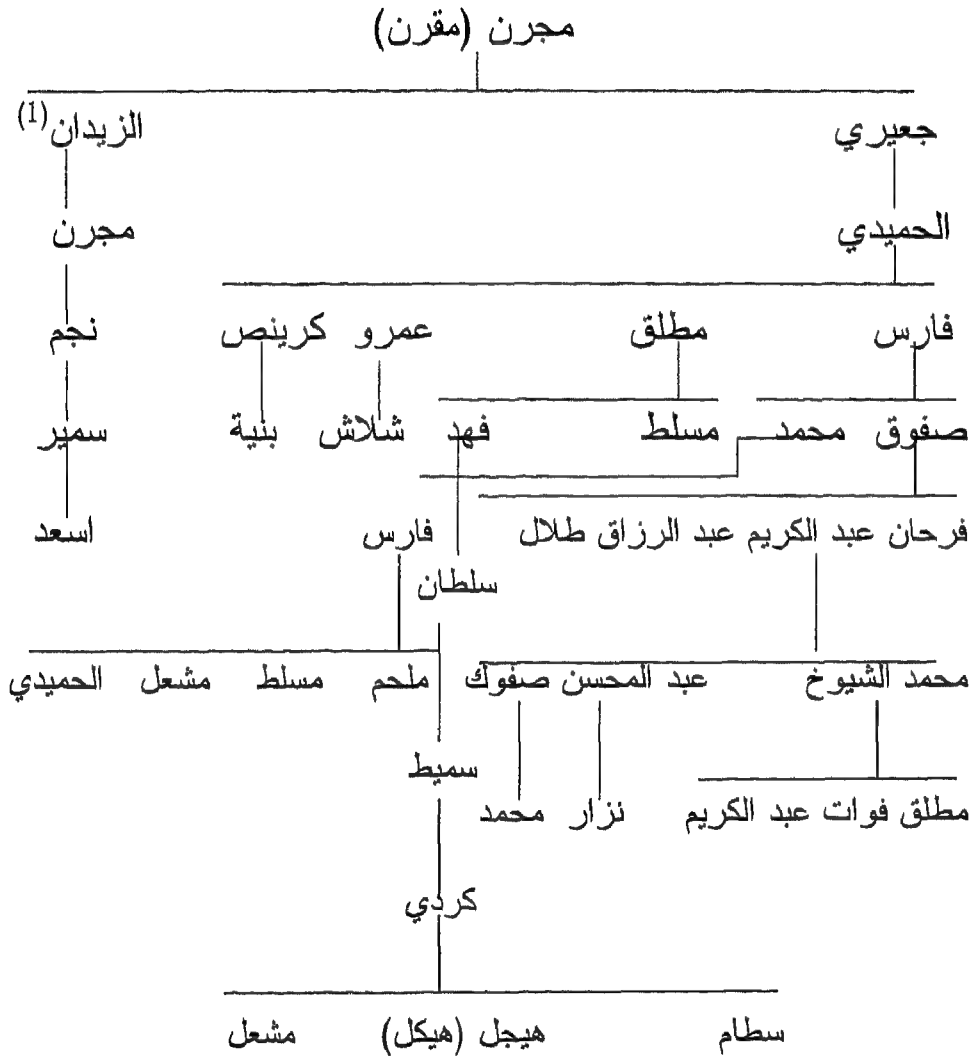 مجرن (مقرن)
جعيري الزيدان(1)
الحميدي مجرن
فارس مطلق عمرو كرينص نجم
صفوق محمد مسلط فهد شلاش بنية سمير
فرحان عبد الكريم عبد الرزاق طلال فارس اسعد
سلطان
محمد الشيوخ عبد المحسن صفوك ملحم مسلط مشعل الحميدي
سميط
مطلق فوات عبد الكريم نزار محمد
كردي
سطام هيجل (هيكل) مشعل